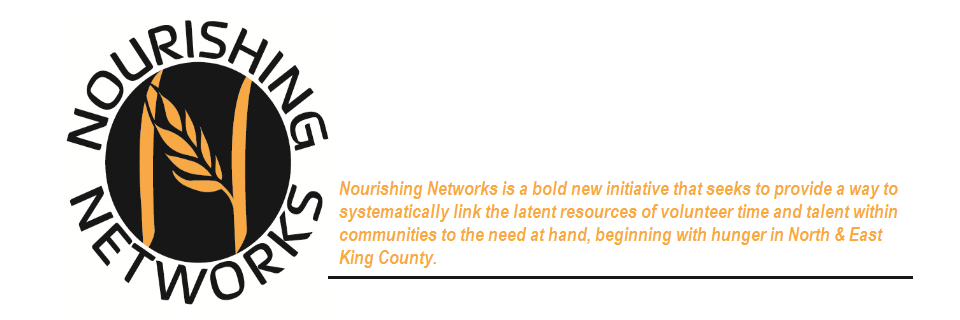 NOURISHING
NETWORKS
Nourishing Networks is a bold new initiative that seeks to provide a way to
systematically link the latent resources of volunteer time and talent within
communities to the need at hand, beginning with hunger in North & East
King County.